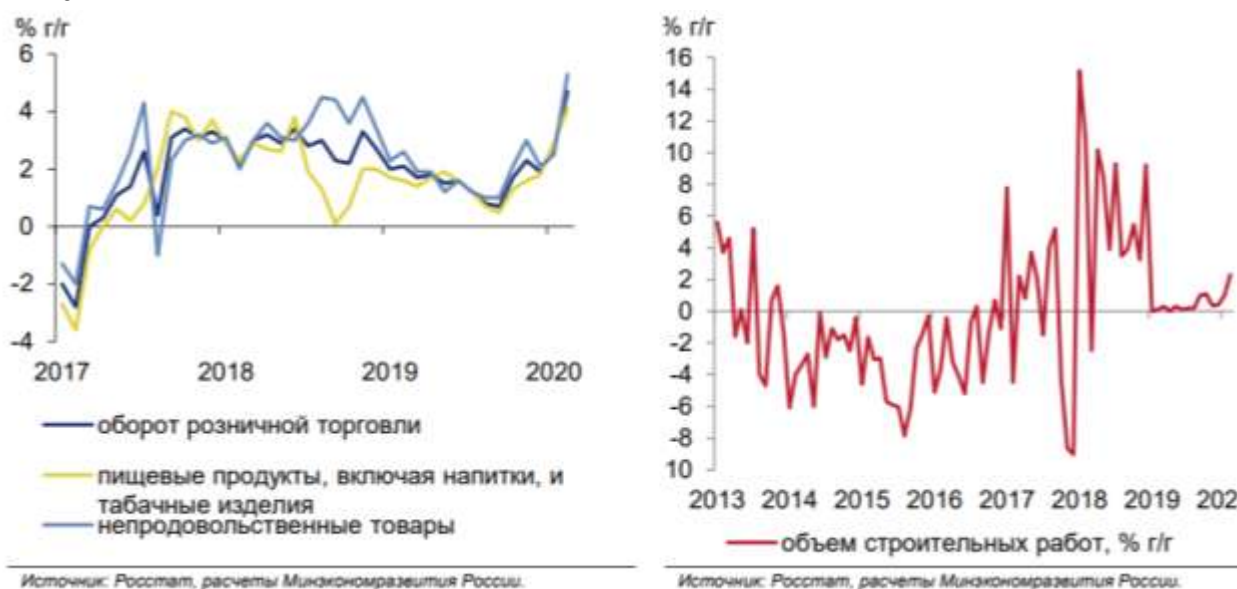 % г/г
6
4
2
0
-2
-4
2017 2018 2019 2020
оборот розничной торговли
пищевые продукты, включая напитки, и
табачные изделия
непродовольственные товары
Источник: Росстат, расчеты Минэкономразвития России.
% г/г
16
14
12
10
8
6
4
2
0
-2
-4
-6
-8
10
2013 2014 2015 2016 2017 2018 2019 202
объем строительных работ, % г/г
Источник: Росстат, расчеты Минэкономразвития России.